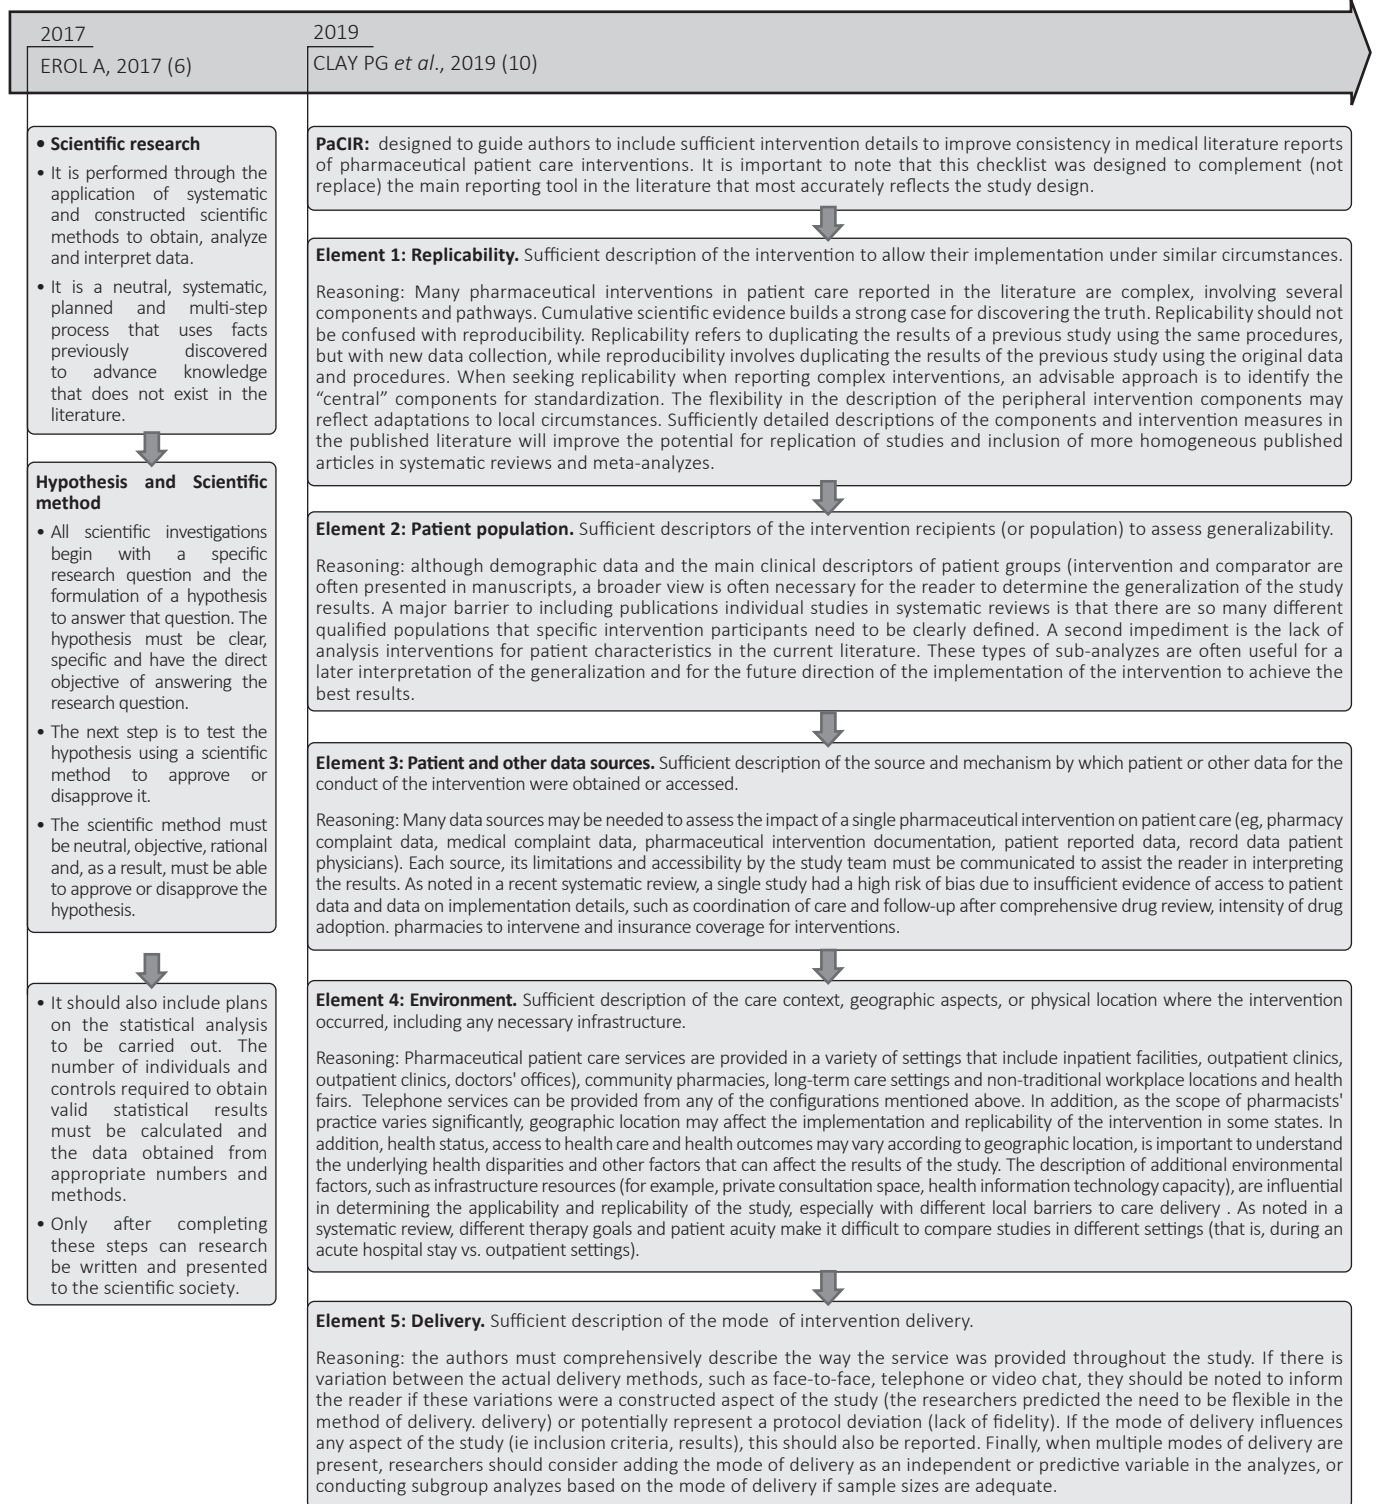 2017
EROL A, 2017 (6)
2019
CLAY PG et al., 2019 (10)
• Scientific research
• It is performed through the
application of systematic
and constructed scientific
methods to obtain, analyze
and interpret data.
• It is a neutral, systematic,
planned and multi-step
process that uses facts
previously discovered
to advance knowledge
that does not exist in the
literature.
Hypothesis and Scientific
method
• All scientific investigations
begin with a specific
research question and the
formulation of a hypothesis
to answer that question. The
hypothesis must be clear,
specific and have the direct
objective of answering the
research question.
• The next step is to test the
hypothesis using a scientific
method to approve or
disapprove it.
• The scientific method must
be neutral, objective, rational
and, as a result, must be able
to approve or disapprove the
hypothesis.
• It should also include plans
on the statistical analysis
to be carried out. The
number of individuals and
controls required to obtain
valid statistical results
must be calculated and
the data obtained from
appropriate numbers and
methods.
• Only after completing
these steps can research
be written and presented
to the scientific society.
PaCIR: designed to guide authors to include sufficient intervention details to improve consistency in medical literature reports
of pharmaceutical patient care interventions. It is important to note that this checklist was designed to complement (not
replace) the main reporting tool in the literature that most accurately reflects the study design.
Element 1: Replicability. Sufficient description of the intervention to allow their implementation under similar circumstances.
Reasoning: Many pharmaceutical interventions in patient care reported in the literature are complex, involving several
components and pathways. Cumulative scientific evidence builds a strong case for discovering the truth. Replicability should not
be confused with reproducibility. Replicability refers to duplicating the results of a previous study using the same procedures,
but with new data collection, while reproducibility involves duplicating the results of the previous study using the original data
and procedures. When seeking replicability when reporting complex interventions, an advisable approach is to identify the
“central” components for standardization. The flexibility in the description of the peripheral intervention components may
reflect adaptations to local circumstances. Sufficiently detailed descriptions of the components and intervention measures in
the published literature will improve the potential for replication of studies and inclusion of more homogeneous published
articles in systematic reviews and meta-analyzes.
Element 2: Patient population. Sufficient descriptors of the intervention recipients (or population) to assess generalizability.
Reasoning: although demographic data and the main clinical descriptors of patient groups (intervention and comparator are
often presented in manuscripts, a broader view is often necessary for the reader to determine the generalization of the study
results. A major barrier to including publications individual studies in systematic reviews is that there are so many different
qualified populations that specific intervention participants need to be clearly defined. A second impediment is the lack of
analysis interventions for patient characteristics in the current literature. These types of sub-analyzes are often useful for a
later interpretation of the generalization and for the future direction of the implementation of the intervention to achieve the
best results.
Element 3: Patient and other data sources. Sufficient description of the source and mechanism by which patient or other data for the
conduct of the intervention were obtained or accessed.
Reasoning: Many data sources may be needed to assess the impact of a single pharmaceutical intervention on patient care (eg, pharmacy
complaint data, medical complaint data, pharmaceutical intervention documentation, patient reported data, record data patient
physicians). Each source, its limitations and accessibility by the study team must be communicated to assist the reader in interpreting
the results. As noted in a recent systematic review, a single study had a high risk of bias due to insufficient evidence of access to patient
data and data on implementation details, such as coordination of care and follow-up after comprehensive drug review, intensity of drug
adoption. pharmacies to intervene and insurance coverage for interventions.
Element 4: Environment. Sufficient description of the care context, geographic aspects, or physical location where the intervention
occurred, including any necessary infrastructure.
Reasoning: Pharmaceutical patient care services are provided in a variety of settings that include inpatient facilities, outpatient clinics,
outpatient clinics, doctors' offices), community pharmacies, long-term care settings and non-traditional workplace locations and health
fairs. Telephone services can be provided from any of the configurations mentioned above. In addition, as the scope of pharmacists'
practice varies significantly, geographic location may affect the implementation and replicability of the intervention in some states. In
addition, health status, access to health care and health outcomes may vary according to geographic location, is important to understand
the underlying health disparities and other factors that can affect the results of the study. The description of additional environmental
factors, such as infrastructure resources (for example, private consultation space, health information technology capacity), are influential
in determining the applicability and replicability of the study, especially with different local barriers to care delivery . As noted in a
systematic review, different therapy goals and patient acuity make it difficult to compare studies in different settings (that is, during an
acute hospital stay vs. outpatient settings).
Element 5: Delivery. Sufficient description of the mode of intervention delivery.
Reasoning: the authors must comprehensively describe the way the service was provided throughout the study. If there is
variation between the actual delivery methods, such as face-to-face, telephone or video chat, they should be noted to inform
the reader if these variations were a constructed aspect of the study (the researchers predicted the need to be flexible in the
method of delivery. delivery) or potentially represent a protocol deviation (lack of fidelity). If the mode of delivery influences
any aspect of the study (ie inclusion criteria, results), this should also be reported. Finally, when multiple modes of delivery are
present, researchers should consider adding the mode of delivery as an independent or predictive variable in the analyzes, or
conducting subgroup analyzes based on the mode of delivery if sample sizes are adequate.